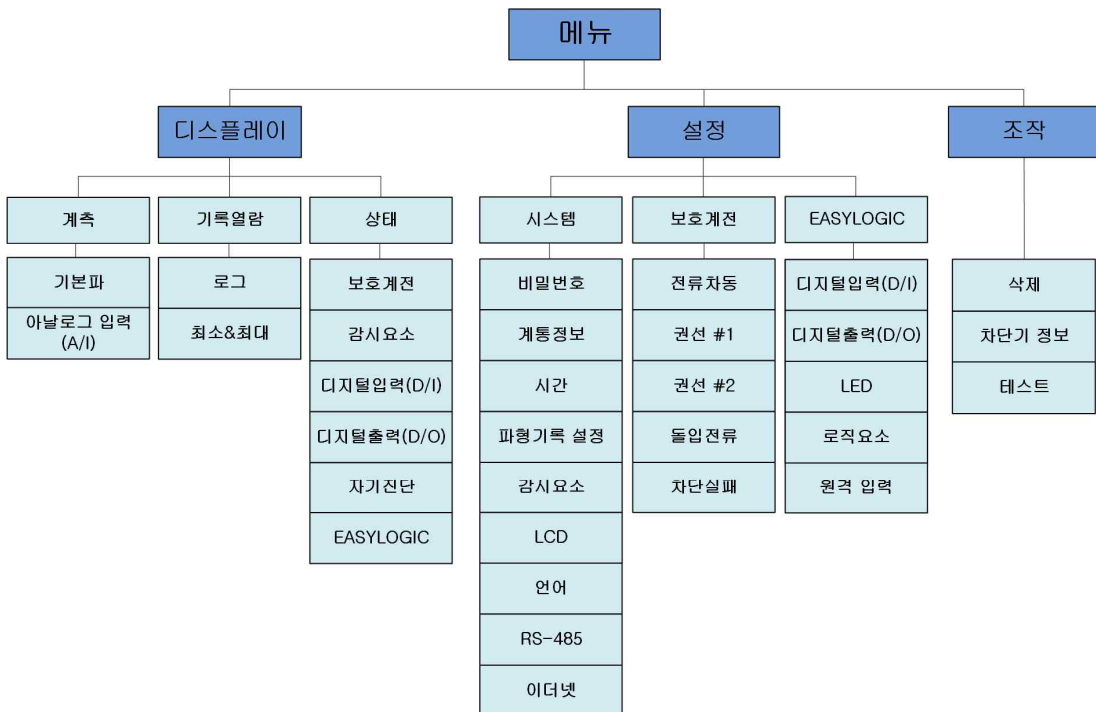 메뉴
디스플레이
설정
조작
계측
기록열람
상태
시스템
보호계전
EASYLOGIC
기본파
아날로그 입력
(A/I)
로그
최소&최대
보호계전
감시요소
디지털입력(D/I)
디지털출력(D/O)
자기진단
EASYLOGIC
비밀번호
계통정보
시간
파형기록 설정
감시요소
LCD
언어
RS-485
이더넷
전류차동
권선 #1
권선 #2
돌입전류
차단실패
디지털입력(D/I)
디지털출력(D/O)
LED
로직요소
원격 입력
삭제
차단기 정보
테스트